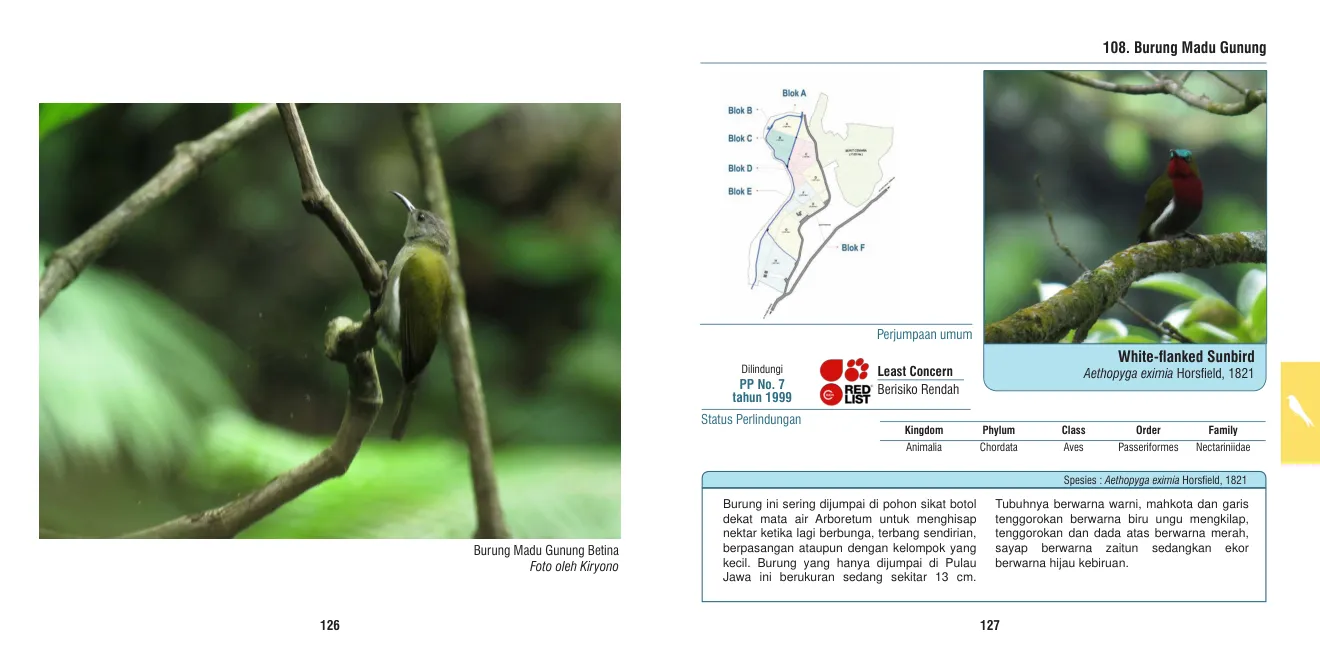 Burung Madu Gunung Betina
Foto oleh Kiryono
126
108. Burung Madu Gunung
Blok A
Blok B
Blok C
Blok D
Blok E
Blok F
Perjumpaan umum
White-flanked Sunbird
Aethopyga eximia Horsfield, 1821
Dilindungi
PP No. 7
tahun 1999
RED
LIST
Least Concern
Berisiko Rendah
Status Perlindungan
Kingdom Phylum Class Order Family
Animalia Chordata Aves Passeriformes Nectariniidae
Spesies : Aethopyga eximia Horsfield, 1821
Burung ini sering dijumpai di pohon sikat botol
dekat mata air Arboretum untuk menghisap
nektar ketika lagi berbunga, terbang sendirian,
berpasangan ataupun dengan kelompok yang
kecil. Burung yang hanya dijumpai di Pulau
Jawa ini berukuran sedang sekitar 13 cm.
Tubuhnya berwarna warni, mahkota dan garis
tenggorokan berwarna biru ungu mengkilap,
tenggorokan dan dada atas berwarna merah,
sayap berwarna zaitun sedangkan ekor
berwarna hijau kebiruan.
127